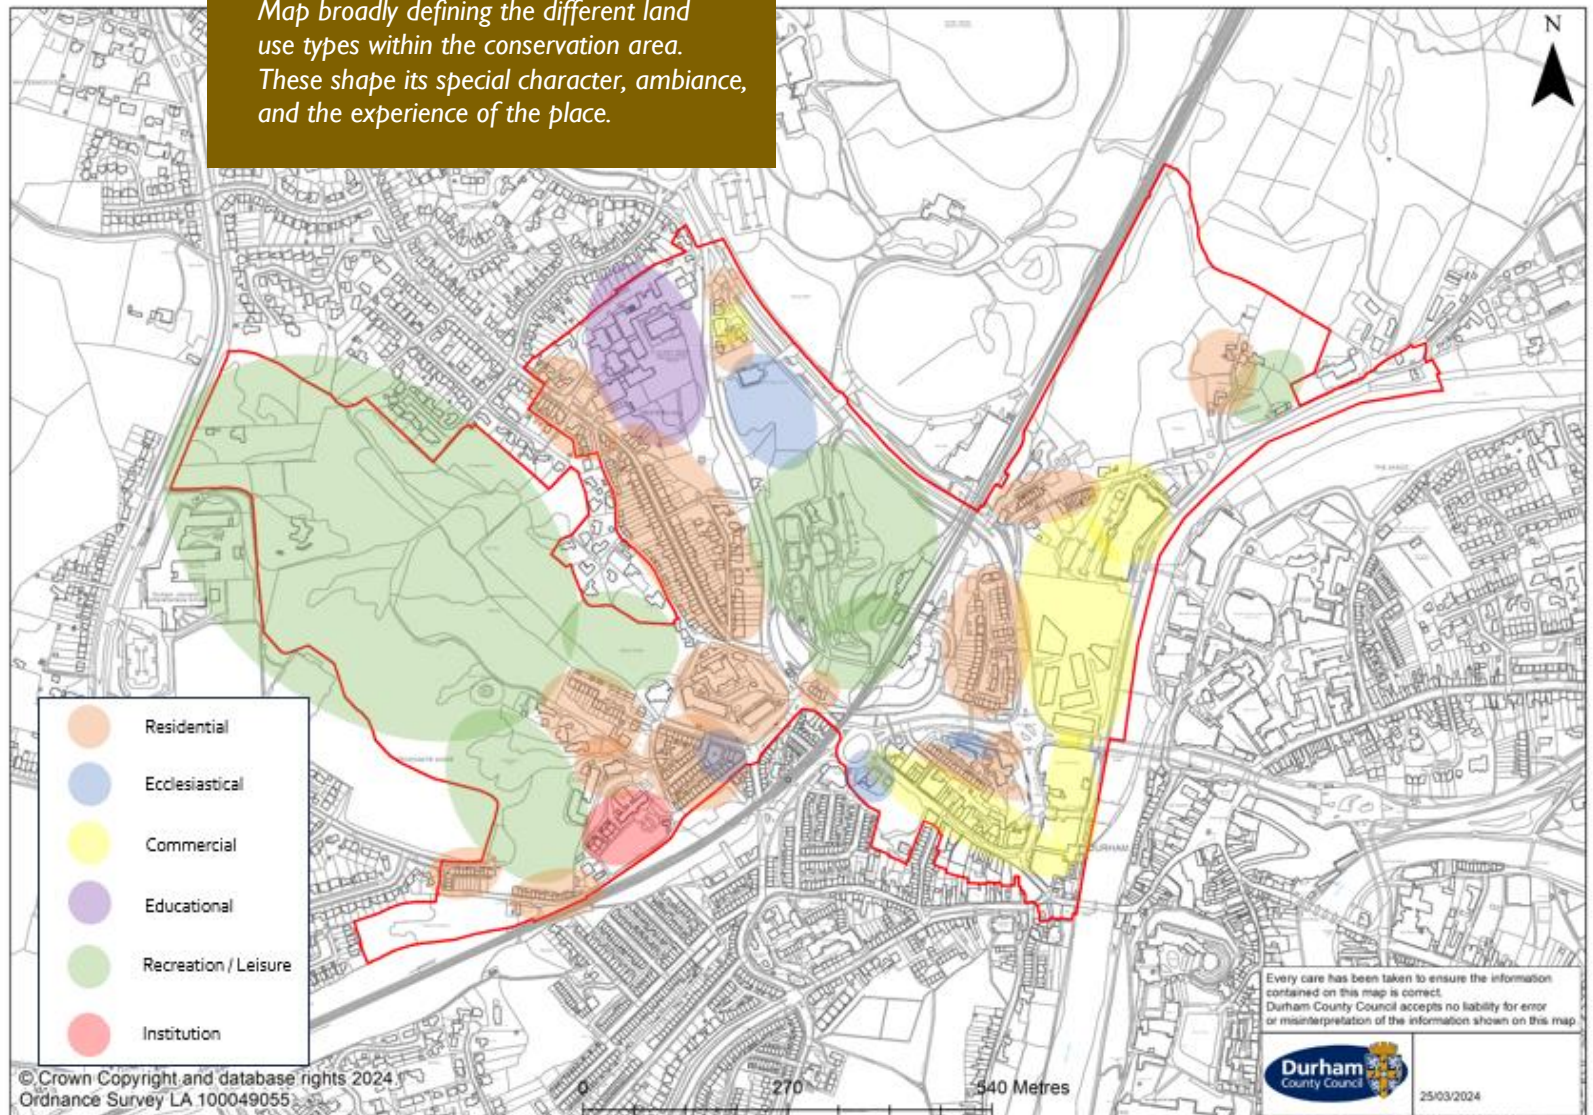 Map broadly defining the different land
use types within the conservation area.
These shape its special character, ambiance,
and the experience of the place.
N
Residential
Ecclesiastical
Commercial
Educational
Recreation / Leisure
Institution
DURHAM
Every care has been taken to ensure the information
contained on this map is correct.
Durham County Council accepts no liability for error
or misinterpretation of the information shown on this map
© Crown Copyright and database rights 2024.
Ordnance Survey LA 100049055
0 270 540 Metres
Durham
County Council
25/03/2024